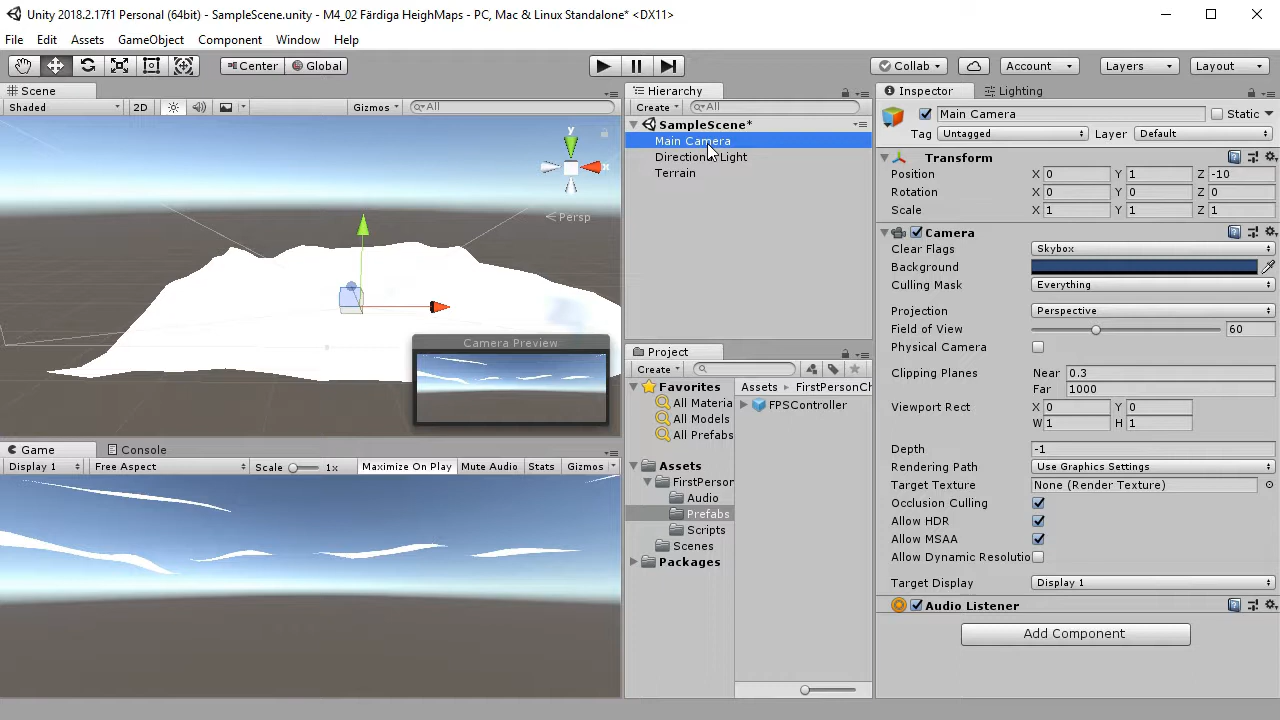 Unity 2018.2.17f1 Personal (64bit) - SampleScene.unity - M4_02 Färdiga HeighMaps - PC, Mac & Linux Standalone* <DX11>
File Edit Assets GameObject Component Window Help
Center Global Collab Account Layers Layout
Scene
Shaded 2D Gizmos All
y
x
Persp
Camera Preview
Game Console
Display 1 Free Aspect Scale 1x Maximize On Play Mute Audio Stats Gizmos
Hierarchy
Create All
SampleScene*
Main Camera
Directional Light
Terrain
Project
Create
Favorites
All Materia
All Models
All Prefabs
Assets
FirstPerson
Audio
Prefabs
Scripts
Scenes
Packages
Assets FirstPersonCh
FPSController
Inspector Lighting
Main Camera Static
Tag Untagged Layer Default
Transform
Position X 0 Y 1 Z -10
Rotation X 0 Y 0 Z 0
Scale X 1 Y 1 Z 1
Camera
Clear Flags Skybox
Background
Culling Mask Everything
Projection Perspective
Field of View 60
Physical Camera
Clipping Planes Near 0.3
Far 1000
Viewport Rect X 0 Y 0
W 1 H 1
Depth -1
Rendering Path Use Graphics Settings
Target Texture None (Render Texture)
Occlusion Culling
Allow HDR
Allow MSAA
Allow Dynamic Resolutio
Target Display Display 1
Audio Listener
Add Component